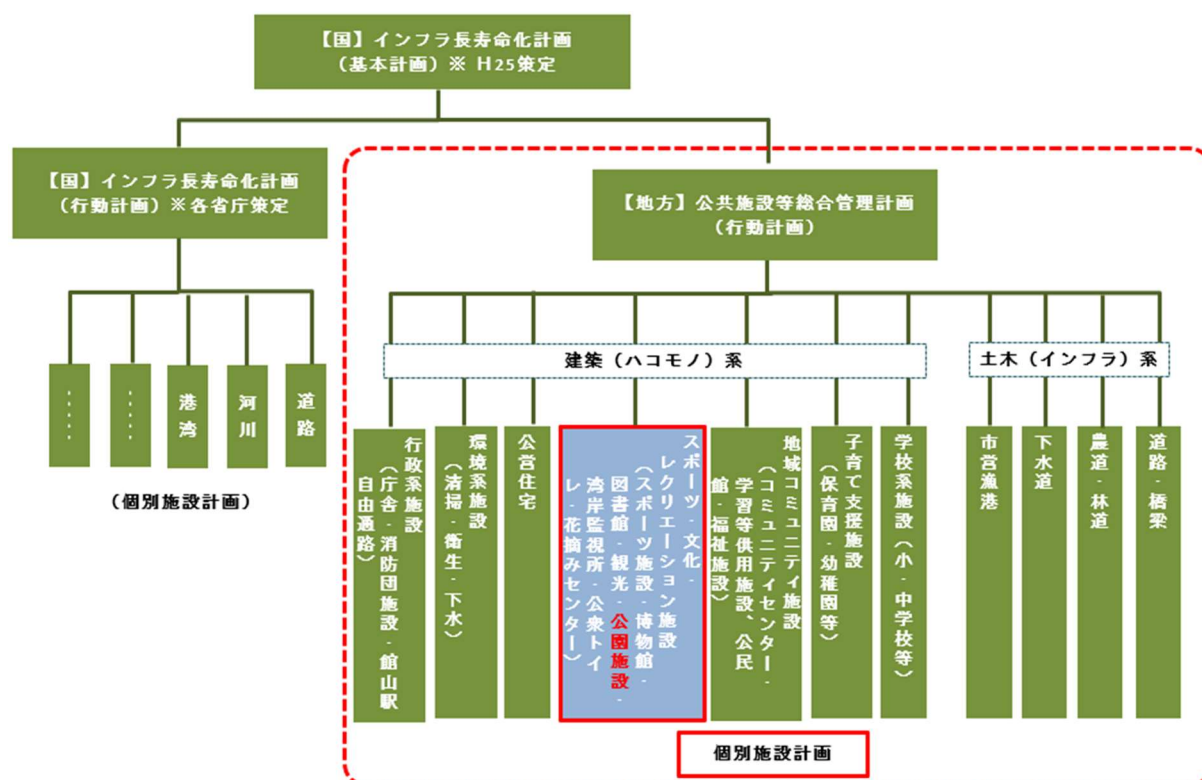 【国】インフラ長寿命化計画
（基本計画）※ H25策定
【国】インフラ長寿命化計画
（行動計画）※各省庁策定
【地方】公共施設等総合管理計画
（行動計画）
建築（ハコモノ）系
土木（インフラ）系
‥‥‥
‥‥‥
港湾
河川
道路
（個別施設計画）
行政系施設
（庁舎・消防団施設・館山駅
自由通路）
環境系施設
（清掃・衛生・下水）
公営住宅
スポーツ・文化・
レクリエーション施設
（スポーツ施設・博物館・
図書館・観光・公園施設・
湾岸監視所・公衆トイ
レ・花摘みセンター）
地域コミュニティ施設
（コミュニティセンター・
学習等供用施設、公民
館・福祉施設）
子育て支援施設
（保育園・幼稚園等）
学校系施設（小・中学校等）
市営漁港
下水道
農道・林道
道路・橋梁
個別施設計画